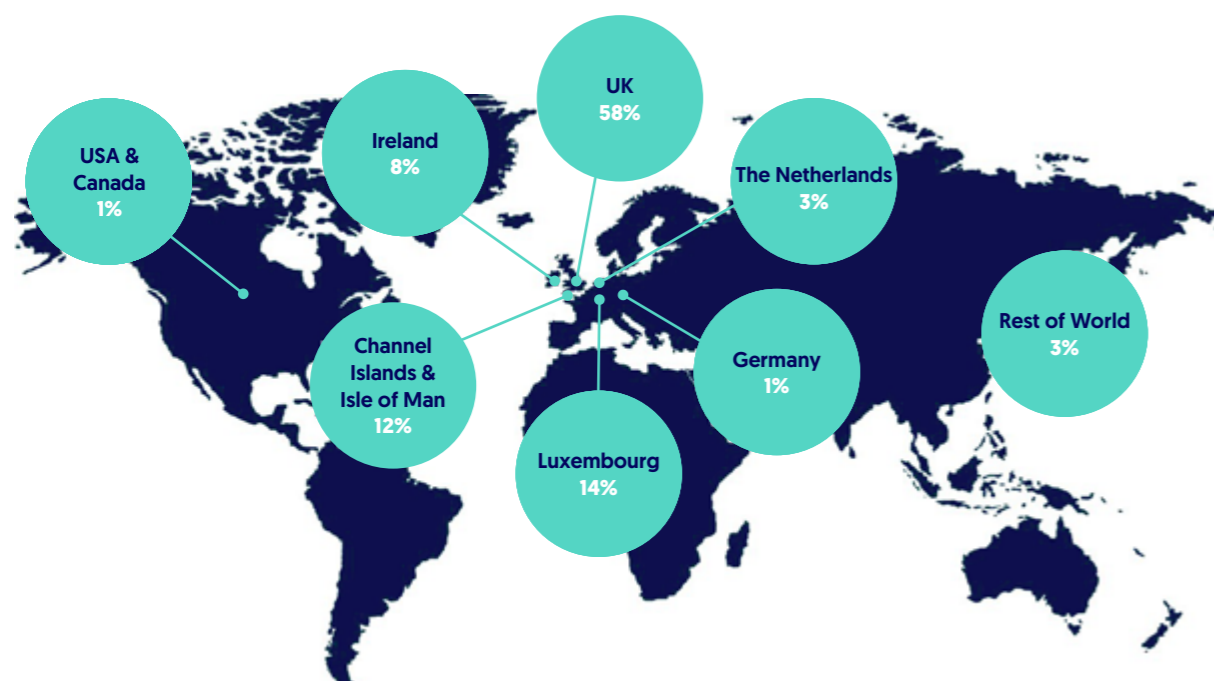 UK
58%
Ireland
8%
USA &
Canada
1%
The Netherlands
3%
Rest of World
3%
Channel
Islands &
Isle of Man
12%
Germany
1%
Luxembourg
14%